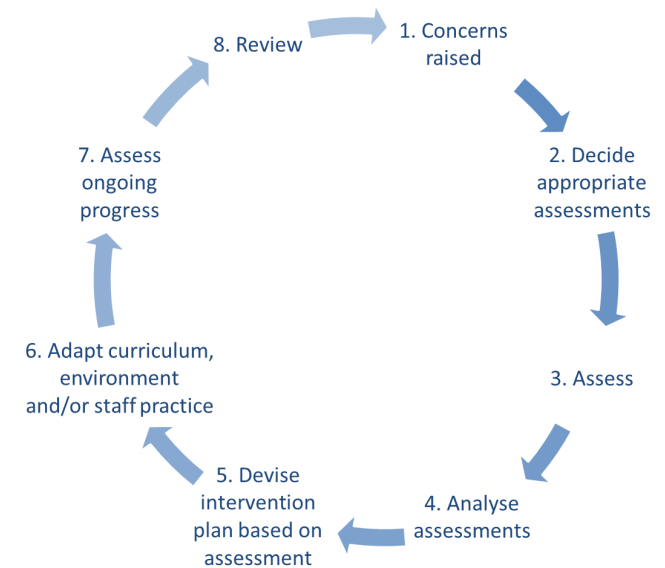 1. Concerns
raised
2. Decide
appropriate
assessments
3. Assess
4. Analyse
assessments
5. Devise
intervention
plan based on
assessment
6. Adapt curriculum,
environment
and/or staff practice
7. Assess
ongoing
progress
8. Review